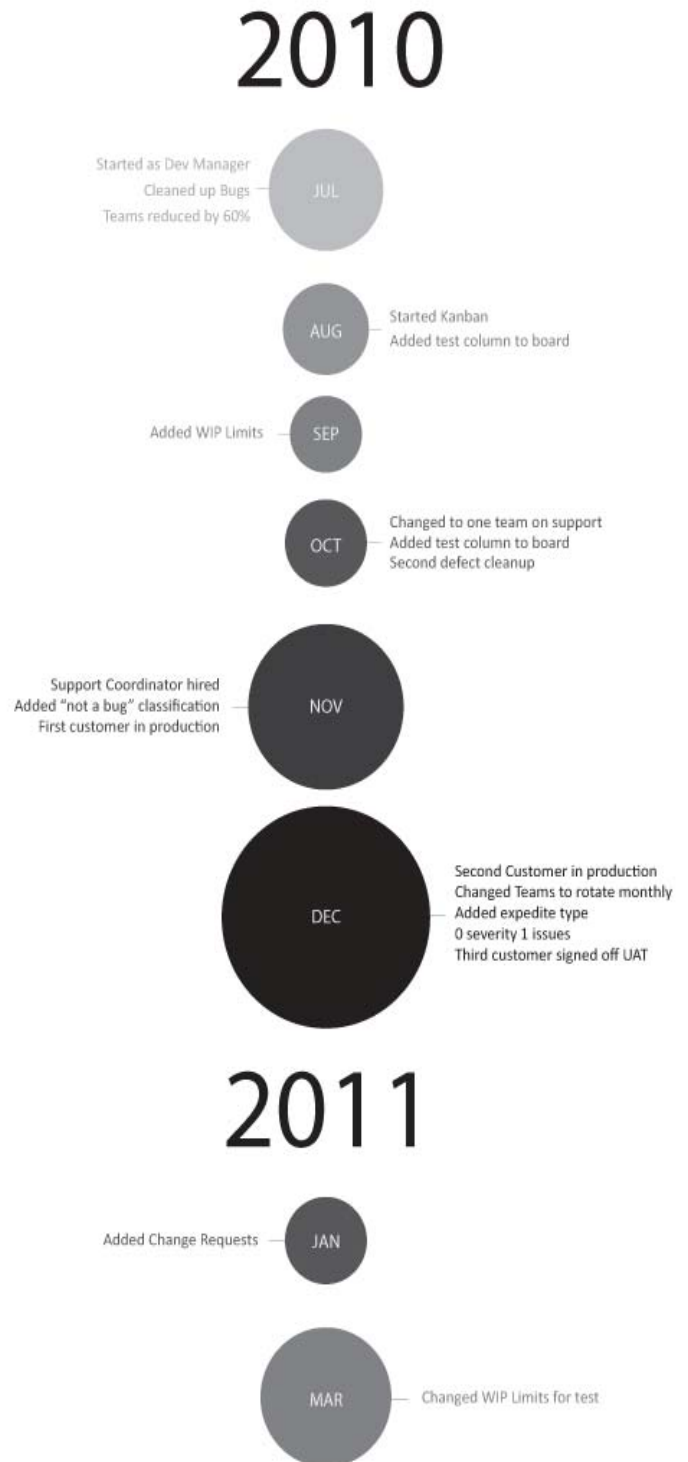 2010
Started as Dev Manager
Cleaned up Bugs
Teams reduced by 60%
JUL
AUG
Started Kanban
Added test column to board
Added WIP Limits
SEP
OCT
Changed to one team on support
Added test column to board
Second defect cleanup
Support Coordinator hired
Added “not a bug” classification
First customer in production
NOV
DEC
Second Customer in production
Changed Teams to rotate monthly
Added expedite type
0 severity 1 issues
Third customer signed off UAT
2011
Added Change Requests
JAN
MAR
Changed WIP Limits for test